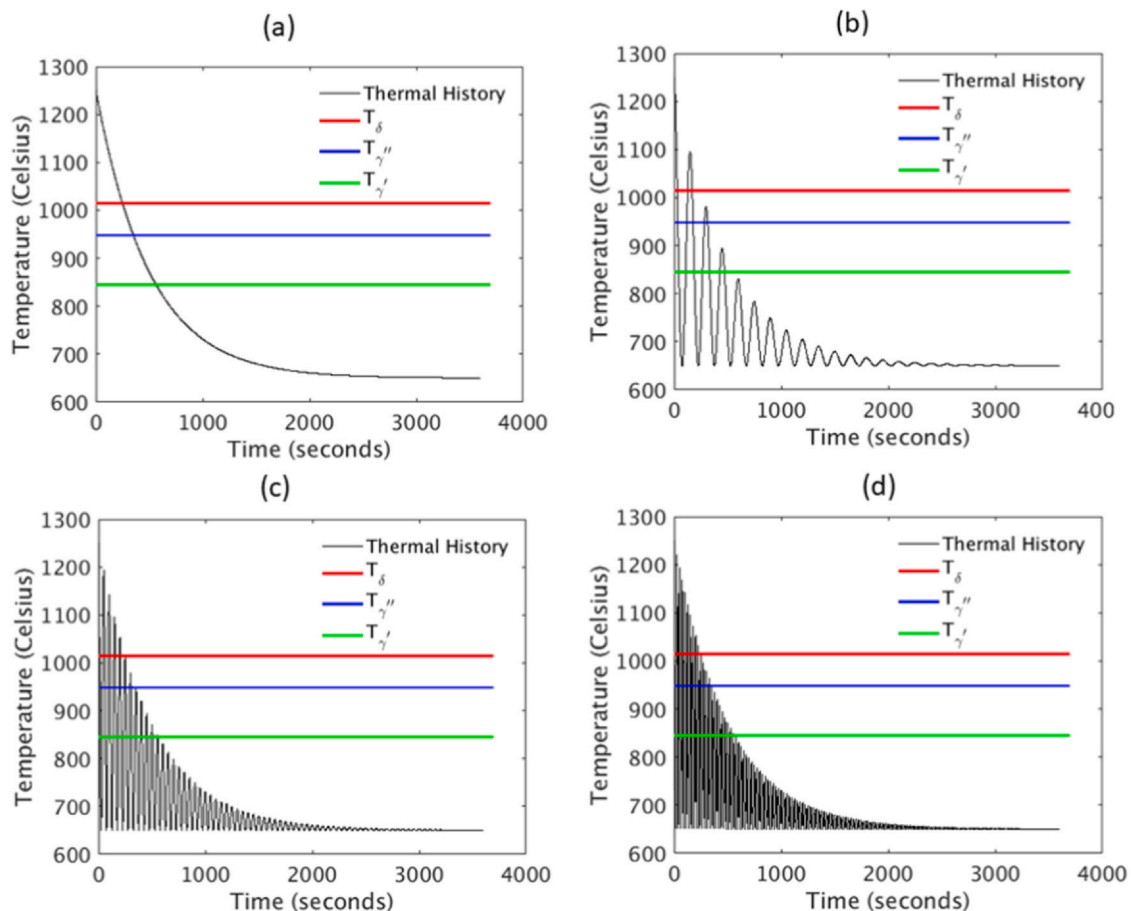 (a)
1300
1200
1100
1000
900
800
700
600
0
1000
2000
3000
4000
Temperature (Celsius)
Time (seconds)
Thermal History
Tδ
Tγ″
Tγ′
(b)
1300
1200
1100
1000
900
800
700
600
0
1000
2000
3000
4000
Temperature (Celsius)
Time (seconds)
Thermal History
Tδ
Tγ″
Tγ′
(c)
1300
1200
1100
1000
900
800
700
600
0
1000
2000
3000
4000
Temperature (Celsius)
Time (seconds)
Thermal History
Tδ
Tγ″
Tγ′
(d)
1300
1200
1100
1000
900
800
700
600
0
1000
2000
3000
4000
Temperature (Celsius)
Time (seconds)
Thermal History
Tδ
Tγ″
Tγ′